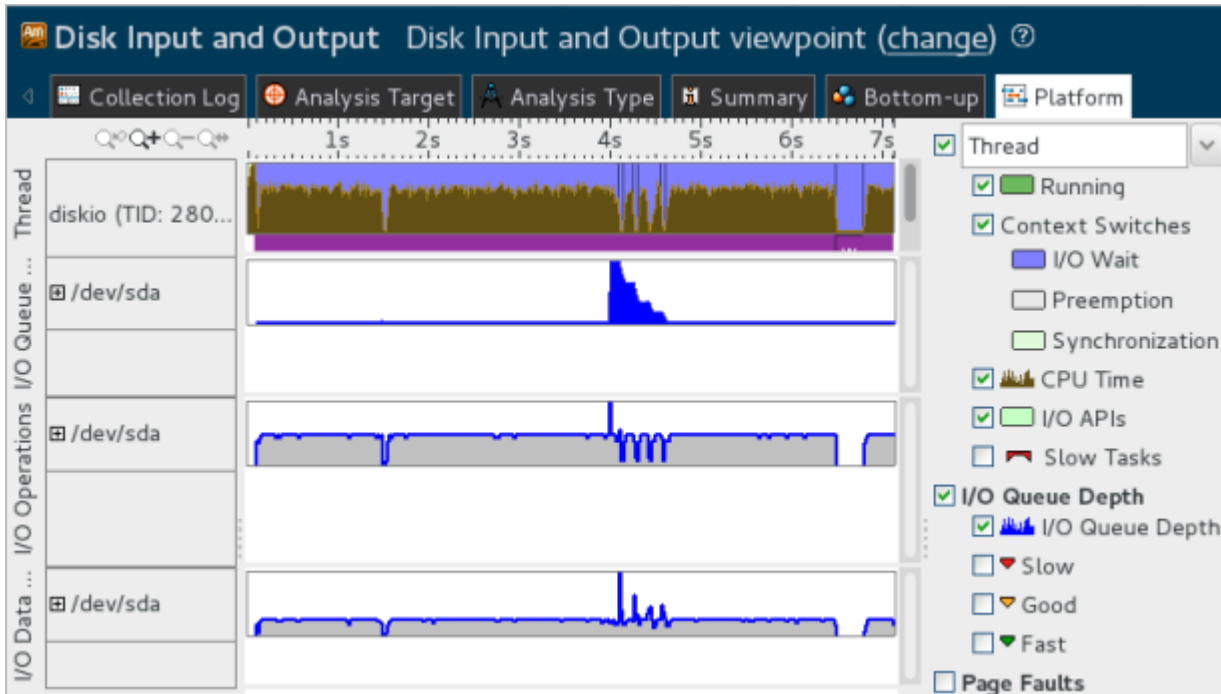 Am Disk Input and Output Disk Input and Output viewpoint (change) ?
Collection Log Analysis Target Analysis Type Summary Bottom-up Platform
1s 2s 3s 4s 5s 6s 7s
Thread
diskio (TID: 280...
I/O Queue ...
/dev/sda
I/O Operations
/dev/sda
I/O Data ...
/dev/sda
Thread
Running
Context Switches
I/O Wait
Preemption
Synchronization
CPU Time
I/O APIs
Slow Tasks
I/O Queue Depth
I/O Queue Depth
Slow
Good
Fast
Page Faults